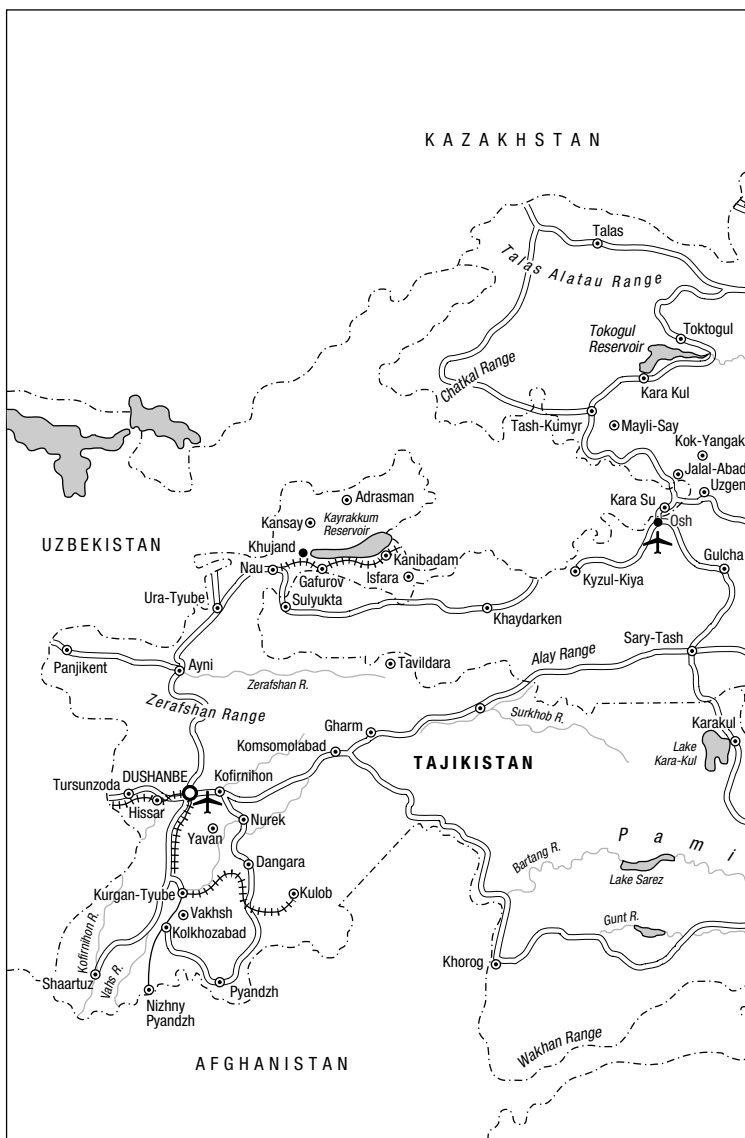 KAZAKHSTAN
Talas
Talas Alatau Range
Tokogul
Reservoir
Toktogul
Chatkal Range
Kara Kul
Tash-Kumyr
Mayli-Say
Kok-Yangak
Jalal-Abad
Uzgen
Adrasman
Kara Su
Kansay
Kayrakkum
Reservoir
Osh
UZBEKISTAN
Khujand
Kanibadam
Nau
Gafurov
Isfara
Kyzul-Kiya
Gulcha
Ura-Tyube
Sulyukta
Khaydarken
Panjikent
Ayni
Tavildara
Alay Range
Sary-Tash
Zerafshan R.
Zerafshan Range
Surkhob R.
Gharm
Karakul
Komsomolabad
TAJIKISTAN
Lake
Kara-Kul
DUSHANBE
Kofirnihon
Tursunzoda
Hissar
Nurek
Yavan
Pami
Bartang R.
Dangara
Lake Sarez
Kurgan-Tyube
Kulob
Vakhsh
Gunt R.
Kofirnihon R.
Kolkhozabad
Khorog
Shaartuz
Vahs R.
Pyandzh
Nizhny
Pyandzh
Wakhan Range
AFGHANISTAN